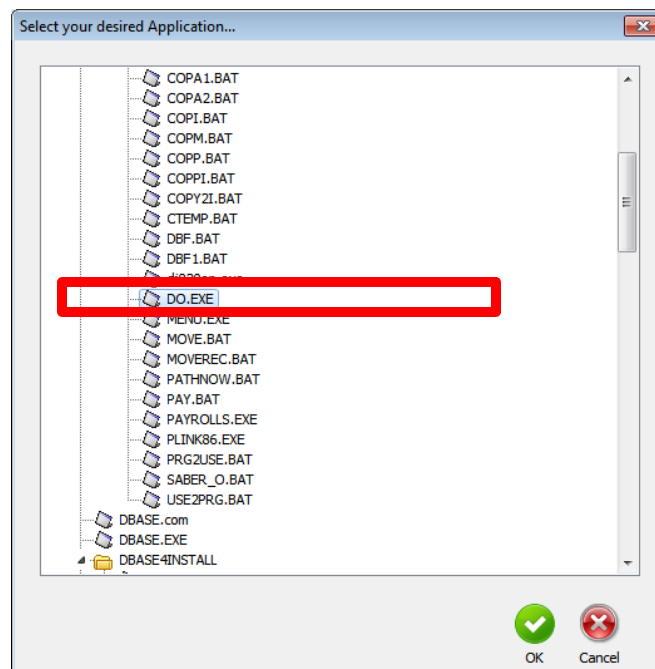 Select your desired Application...
COPA1.BAT
COPA2.BAT
COPI.BAT
COPM.BAT
COPP.BAT
COPPI.BAT
COPY2I.BAT
CTEMP.BAT
DBF.BAT
DBF1.BAT
DO.EXE
MENU.EXE
MOVE.BAT
MOVEREC.BAT
PATHNOW.BAT
PAY.BAT
PAYROLLS.EXE
PLINK86.EXE
PRG2USE.BAT
SABER_O.BAT
USE2PRG.BAT
DBASE.com
DBASE.EXE
DBASE4INSTALL
OK Cancel